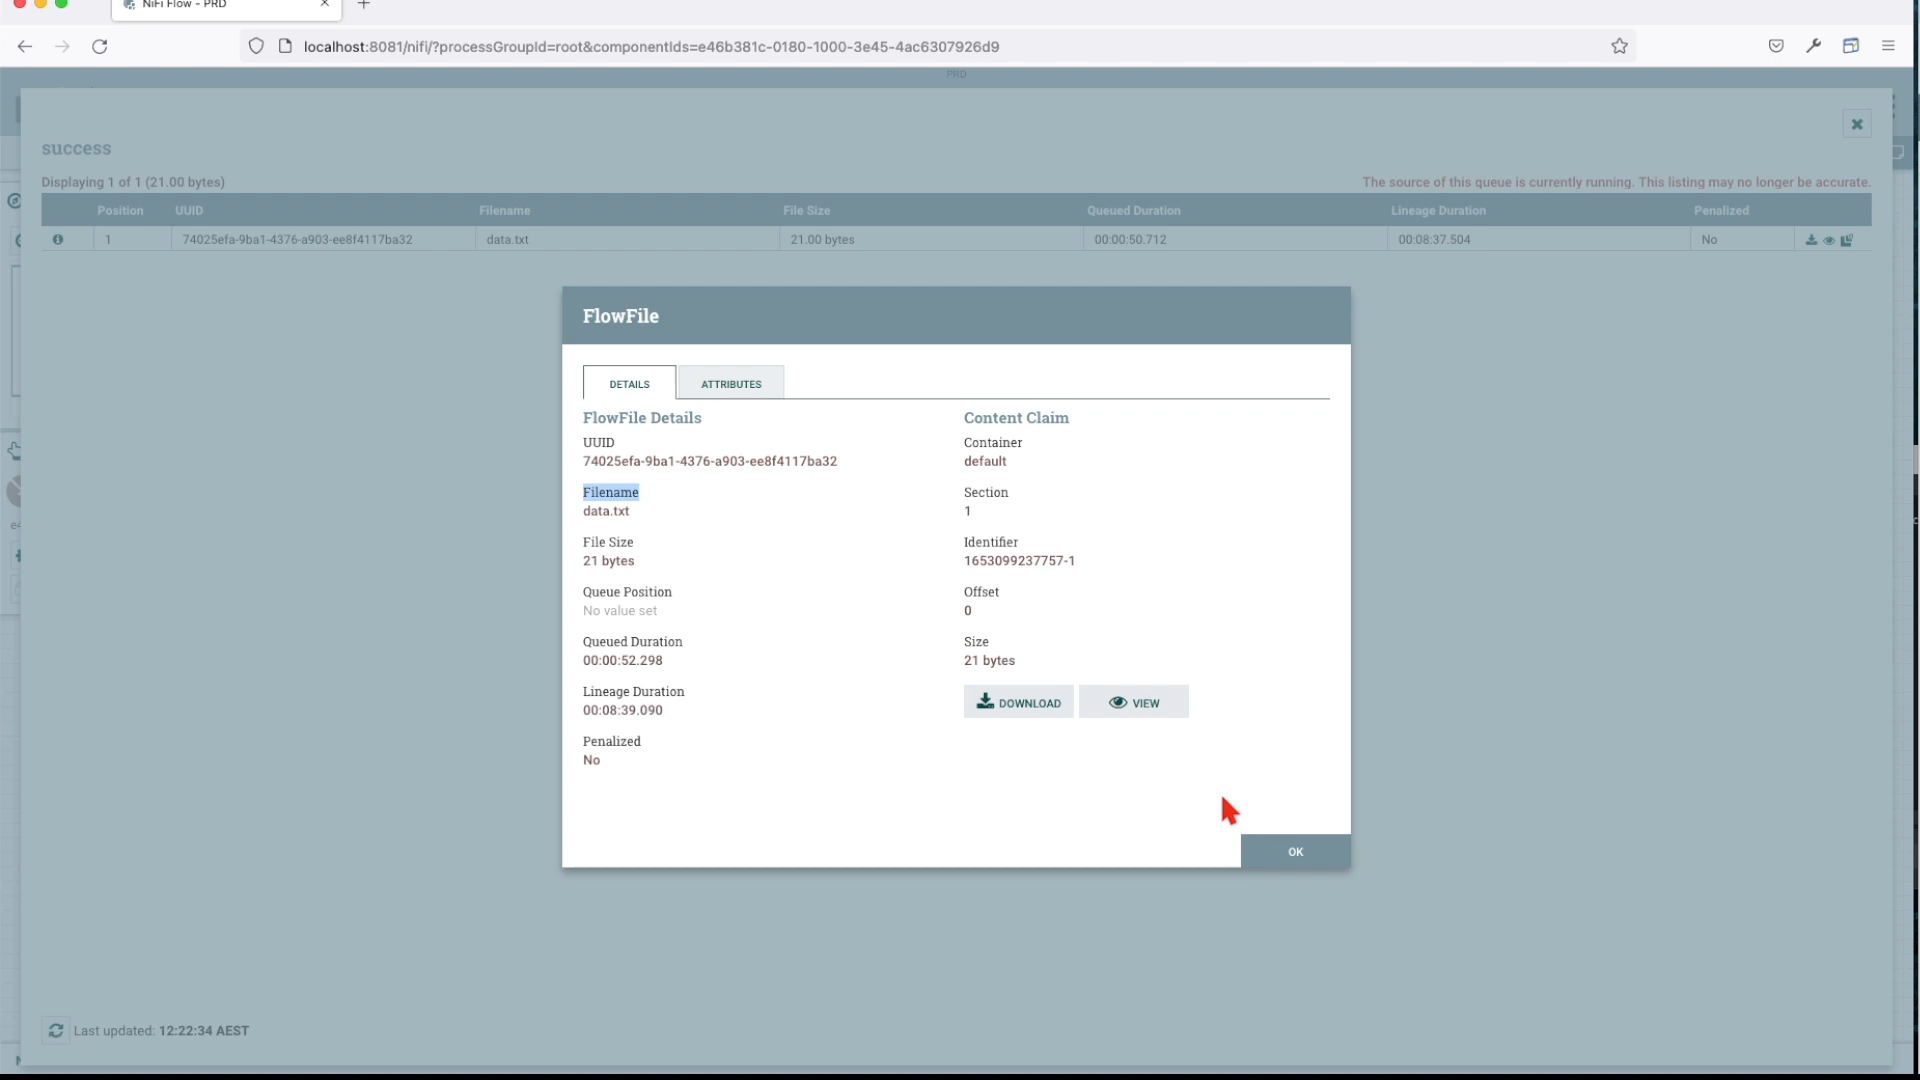 NiFi Flow - PRD
localhost:8081/nifi/?processGroupId=root&componentIds=e46b381c-0180-1000-3e45-4ac6307926d9
PRD
success
Displaying 1 of 1 (21.00 bytes)
The source of this queue is currently running. This listing may no longer be accurate.
Position UUID Filename File Size Queued Duration Lineage Duration Penalized
1 74025efa-9ba1-4376-a903-ee8f4117ba32 data.txt 21.00 bytes 00:00:50.712 00:08:37.504 No
FlowFile
DETAILS ATTRIBUTES
FlowFile Details
UUID
74025efa-9ba1-4376-a903-ee8f4117ba32
Filename
data.txt
File Size
21 bytes
Queue Position
No value set
Queued Duration
00:00:52.298
Lineage Duration
00:08:39.090
Penalized
No
Content Claim
Container
default
Section
1
Identifier
1653099237757-1
Offset
0
Size
21 bytes
DOWNLOAD VIEW
OK
Last updated: 12:22:34 AEST